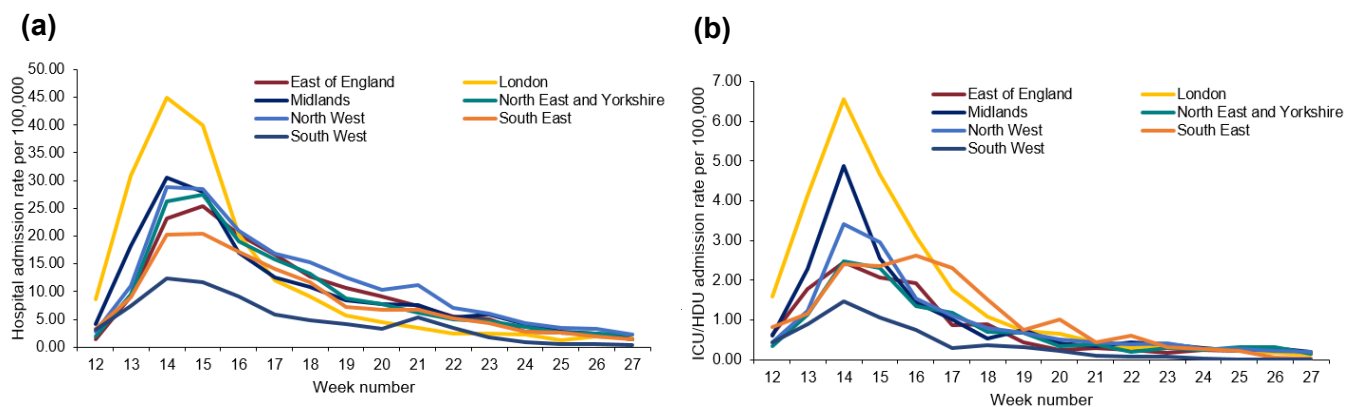 (a)
Hospital admission rate per 100,000
50.00
45.00
40.00
35.00
30.00
25.00
20.00
15.00
10.00
5.00
0.00
East of England
London
Midlands
North East and Yorkshire
North West
South East
South West
12 13 14 15 16 17 18 19 20 21 22 23 24 25 26 27
Week number
(b)
ICU/HDU admission rate per 100,000
7.00
6.00
5.00
4.00
3.00
2.00
1.00
0.00
East of England
London
Midlands
North East and Yorkshire
North West
South East
South West
12 13 14 15 16 17 18 19 20 21 22 23 24 25 26 27
Week number